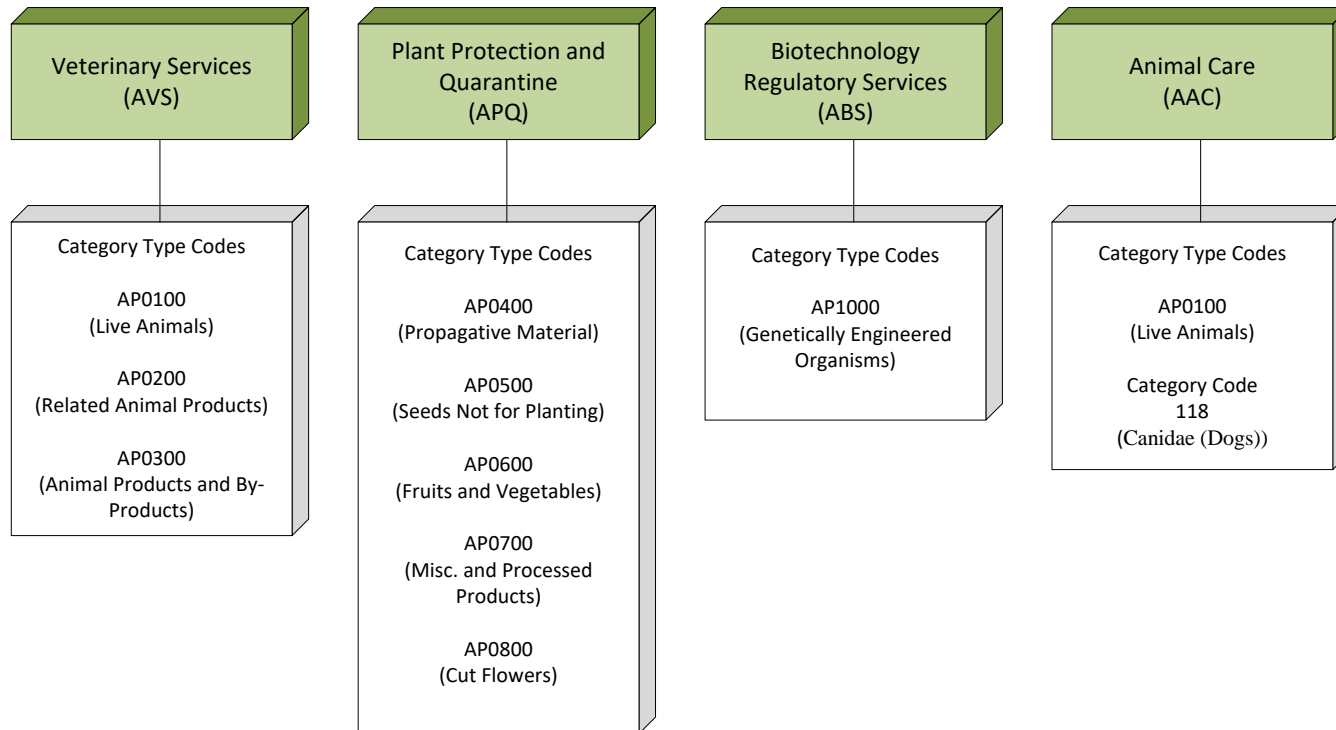 Veterinary Services
(AVS)
Plant Protection and
Quarantine
(APQ)
Biotechnology
Regulatory Services
(ABS)
Animal Care
(AAC)
Category Type Codes
AP0100
(Live Animals)
AP0200
(Related Animal Products)
AP0300
(Animal Products and By-
Products)
Category Type Codes
AP0400
(Propagative Material)
AP0500
(Seeds Not for Planting)
AP0600
(Fruits and Vegetables)
AP0700
(Misc. and Processed
Products)
AP0800
(Cut Flowers)
Category Type Codes
AP1000
(Genetically Engineered
Organisms)
Category Type Codes
AP0100
(Live Animals)
Category Code
118
(Canidae (Dogs))